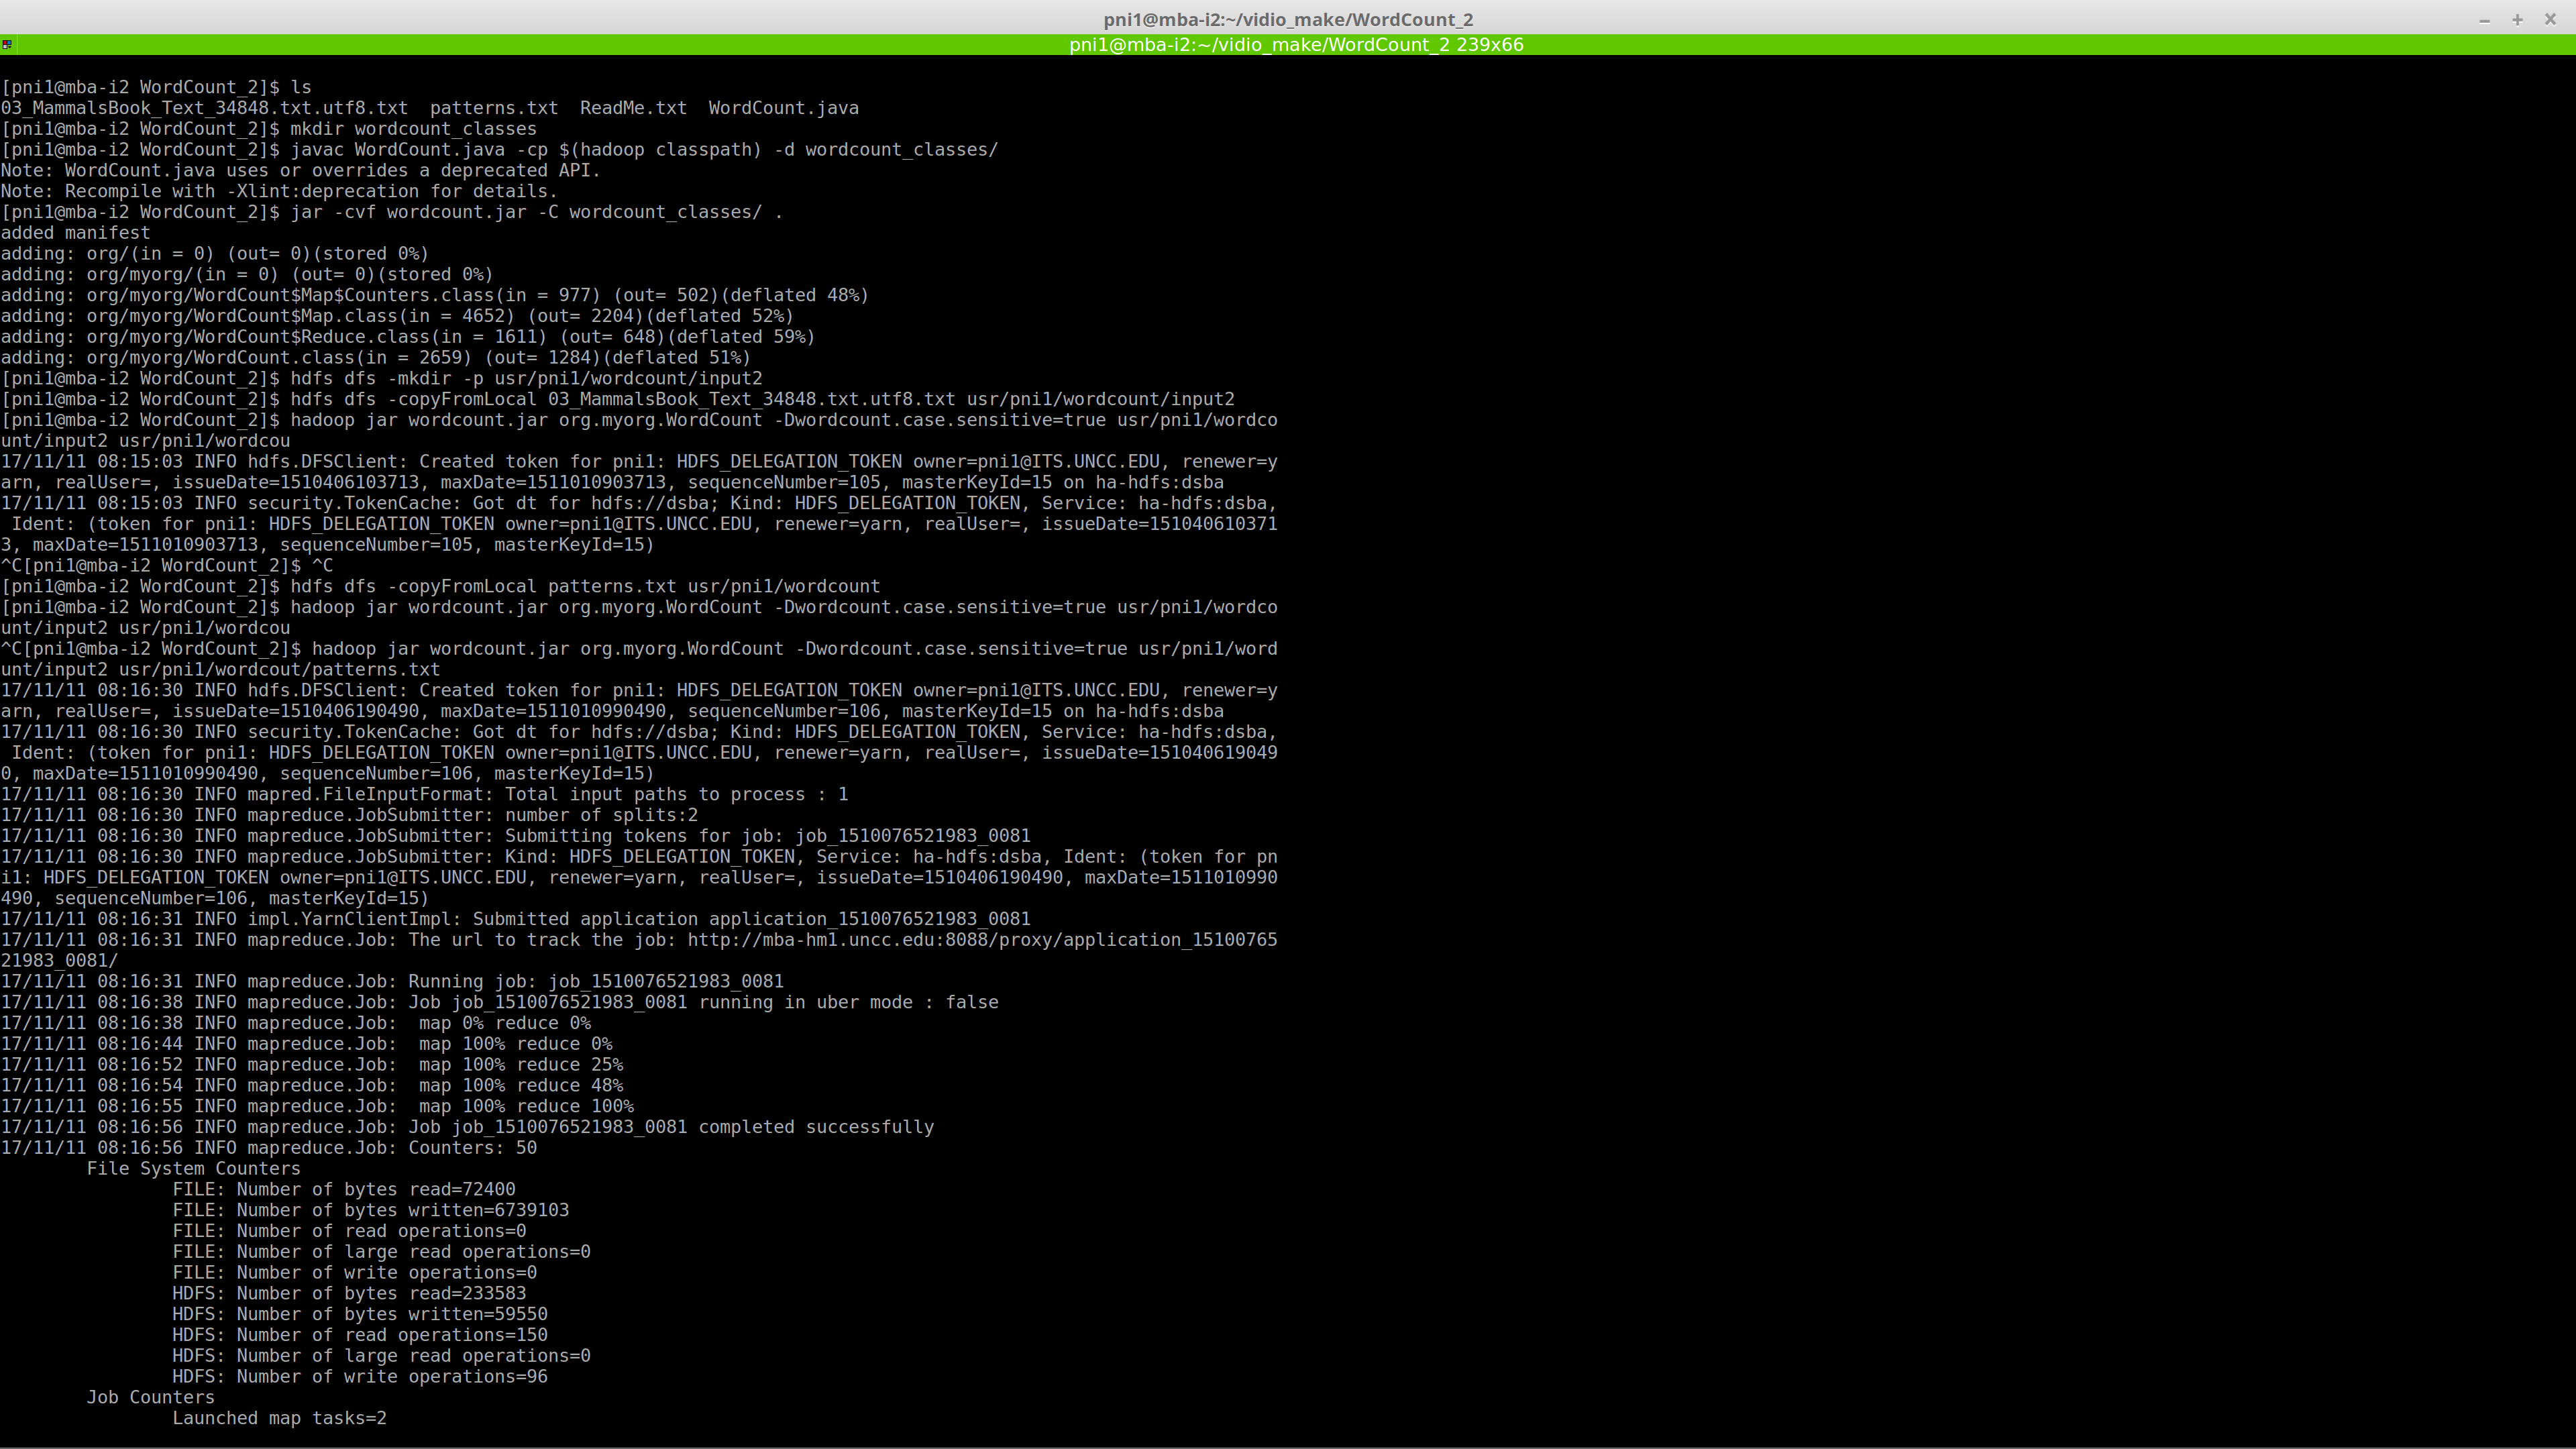 pni1@mba-i2:~/vidio_make/WordCount_2
pni1@mba-i2:~/vidio_make/WordCount_2 239x66
[pni1@mba-i2 WordCount_2]$ ls
03_MammalsBook_Text_34848.txt.utf8.txt  patterns.txt  ReadMe.txt  WordCount.java
[pni1@mba-i2 WordCount_2]$ mkdir wordcount_classes
[pni1@mba-i2 WordCount_2]$ javac WordCount.java -cp $(hadoop classpath) -d wordcount_classes/
Note: WordCount.java uses or overrides a deprecated API.
Note: Recompile with -Xlint:deprecation for details.
[pni1@mba-i2 WordCount_2]$ jar -cvf wordcount.jar -C wordcount_classes/ .
added manifest
adding: org/(in = 0) (out= 0)(stored 0%)
adding: org/myorg/(in = 0) (out= 0)(stored 0%)
adding: org/myorg/WordCount$Map$Counters.class(in = 977) (out= 502)(deflated 48%)
adding: org/myorg/WordCount$Map.class(in = 4652) (out= 2204)(deflated 52%)
adding: org/myorg/WordCount$Reduce.class(in = 1611) (out= 648)(deflated 59%)
adding: org/myorg/WordCount.class(in = 2659) (out= 1284)(deflated 51%)
[pni1@mba-i2 WordCount_2]$ hdfs dfs -mkdir -p usr/pni1/wordcount/input2
[pni1@mba-i2 WordCount_2]$ hdfs dfs -copyFromLocal 03_MammalsBook_Text_34848.txt.utf8.txt usr/pni1/wordcount/input2
[pni1@mba-i2 WordCount_2]$ hadoop jar wordcount.jar org.myorg.WordCount -Dwordcount.case.sensitive=true usr/pni1/wordco
unt/input2 usr/pni1/wordcou
17/11/11 08:15:03 INFO hdfs.DFSClient: Created token for pni1: HDFS_DELEGATION_TOKEN owner=pni1@ITS.UNCC.EDU, renewer=y
arn, realUser=, issueDate=1510406103713, maxDate=1511010903713, sequenceNumber=105, masterKeyId=15 on ha-hdfs:dsba
17/11/11 08:15:03 INFO security.TokenCache: Got dt for hdfs://dsba; Kind: HDFS_DELEGATION_TOKEN, Service: ha-hdfs:dsba,
 Ident: (token for pni1: HDFS_DELEGATION_TOKEN owner=pni1@ITS.UNCC.EDU, renewer=yarn, realUser=, issueDate=151040610371
3, maxDate=1511010903713, sequenceNumber=105, masterKeyId=15)
^C[pni1@mba-i2 WordCount_2]$ ^C
[pni1@mba-i2 WordCount_2]$ hdfs dfs -copyFromLocal patterns.txt usr/pni1/wordcount
[pni1@mba-i2 WordCount_2]$ hadoop jar wordcount.jar org.myorg.WordCount -Dwordcount.case.sensitive=true usr/pni1/wordco
unt/input2 usr/pni1/wordcou
^C[pni1@mba-i2 WordCount_2]$ hadoop jar wordcount.jar org.myorg.WordCount -Dwordcount.case.sensitive=true usr/pni1/word
unt/input2 usr/pni1/wordcout/patterns.txt
17/11/11 08:16:30 INFO hdfs.DFSClient: Created token for pni1: HDFS_DELEGATION_TOKEN owner=pni1@ITS.UNCC.EDU, renewer=y
arn, realUser=, issueDate=1510406190490, maxDate=1511010990490, sequenceNumber=106, masterKeyId=15 on ha-hdfs:dsba
17/11/11 08:16:30 INFO security.TokenCache: Got dt for hdfs://dsba; Kind: HDFS_DELEGATION_TOKEN, Service: ha-hdfs:dsba,
 Ident: (token for pni1: HDFS_DELEGATION_TOKEN owner=pni1@ITS.UNCC.EDU, renewer=yarn, realUser=, issueDate=151040619049
0, maxDate=1511010990490, sequenceNumber=106, masterKeyId=15)
17/11/11 08:16:30 INFO mapred.FileInputFormat: Total input paths to process : 1
17/11/11 08:16:30 INFO mapreduce.JobSubmitter: number of splits:2
17/11/11 08:16:30 INFO mapreduce.JobSubmitter: Submitting tokens for job: job_1510076521983_0081
17/11/11 08:16:30 INFO mapreduce.JobSubmitter: Kind: HDFS_DELEGATION_TOKEN, Service: ha-hdfs:dsba, Ident: (token for pn
i1: HDFS_DELEGATION_TOKEN owner=pni1@ITS.UNCC.EDU, renewer=yarn, realUser=, issueDate=1510406190490, maxDate=1511010990
490, sequenceNumber=106, masterKeyId=15)
17/11/11 08:16:31 INFO impl.YarnClientImpl: Submitted application application_1510076521983_0081
17/11/11 08:16:31 INFO mapreduce.Job: The url to track the job: http://mba-hm1.uncc.edu:8088/proxy/application_15100765
21983_0081/
17/11/11 08:16:31 INFO mapreduce.Job: Running job: job_1510076521983_0081
17/11/11 08:16:38 INFO mapreduce.Job: Job job_1510076521983_0081 running in uber mode : false
17/11/11 08:16:38 INFO mapreduce.Job:  map 0% reduce 0%
17/11/11 08:16:44 INFO mapreduce.Job:  map 100% reduce 0%
17/11/11 08:16:52 INFO mapreduce.Job:  map 100% reduce 25%
17/11/11 08:16:54 INFO mapreduce.Job:  map 100% reduce 48%
17/11/11 08:16:55 INFO mapreduce.Job:  map 100% reduce 100%
17/11/11 08:16:56 INFO mapreduce.Job: Job job_1510076521983_0081 completed successfully
17/11/11 08:16:56 INFO mapreduce.Job: Counters: 50
File System Counters
FILE: Number of bytes read=72400
FILE: Number of bytes written=6739103
FILE: Number of read operations=0
FILE: Number of large read operations=0
FILE: Number of write operations=0
HDFS: Number of bytes read=233583
HDFS: Number of bytes written=59550
HDFS: Number of read operations=150
HDFS: Number of large read operations=0
HDFS: Number of write operations=96
Job Counters
Launched map tasks=2